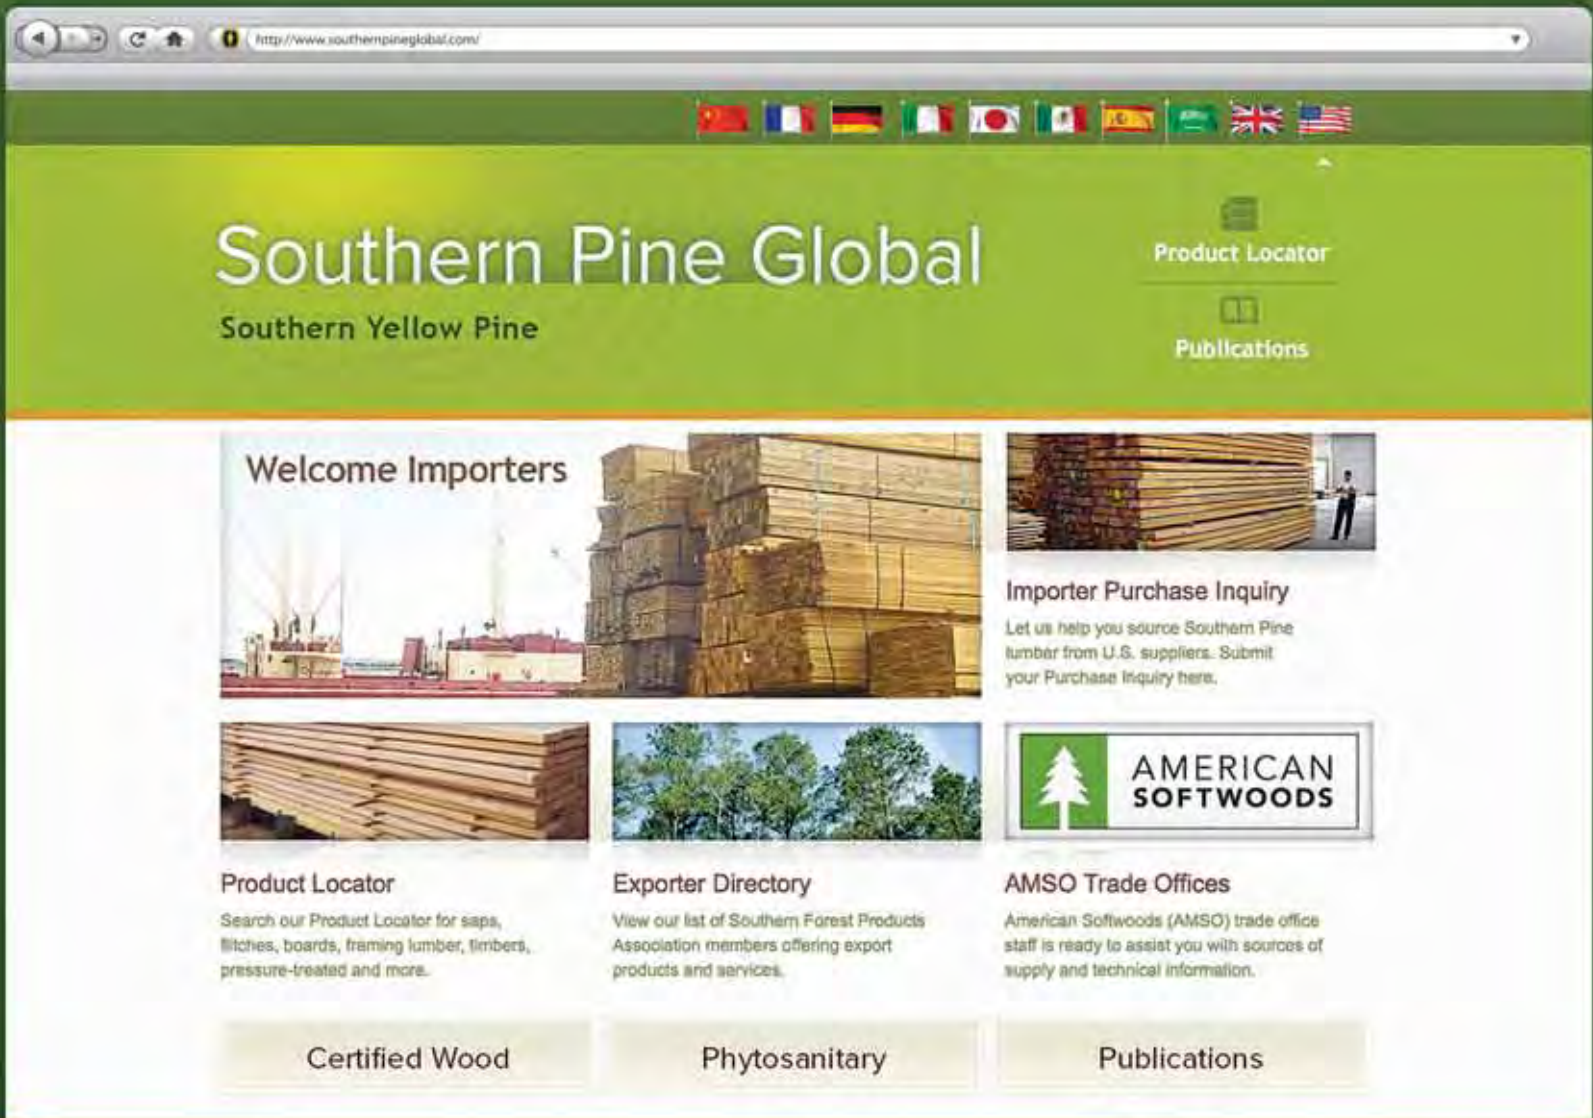 http://www.southernpineglobal.com/
Southern Pine Global
Southern Yellow Pine
Product Locator
Publications
Welcome Importers
Importer Purchase Inquiry
Let us help you source Southern Pine
lumber from U.S. suppliers. Submit
your Purchase Inquiry here.
AMERICAN
SOFTWOODS
Product Locator
Search our Product Locator for saps,
flitches, boards, framing lumber, timbers,
pressure-treated and more.
Exporter Directory
View our list of Southern Forest Products
Association members offering export
products and services.
AMSO Trade Offices
American Softwoods (AMSO) trade office
staff is ready to assist you with sources of
supply and technical information.
Certified Wood
Phytosanitary
Publications